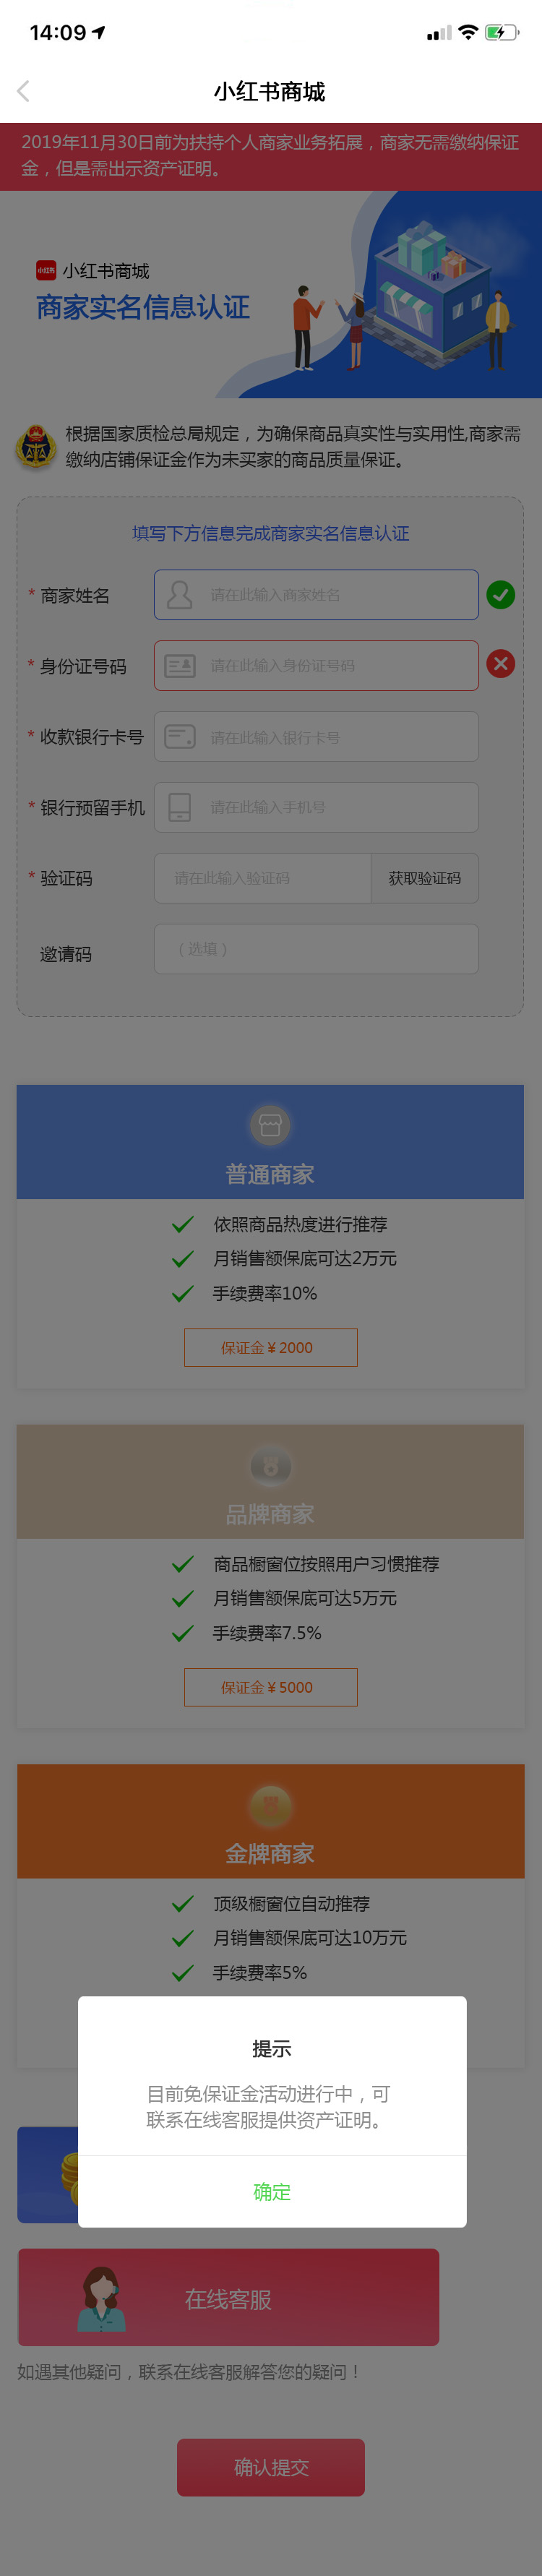 14:09
小红书商城
2019年11月30日前为扶持个人商家业务拓展，商家无需缴纳保证
金，但是需出示资产证明。
小红书 小红书商城
商家实名信息认证
根据国家质检总局规定，为确保商品真实性与实用性,商家需
缴纳店铺保证金作为未买家的商品质量保证。
填写下方信息完成商家实名信息认证
* 商家姓名 请在此输入商家姓名
* 身份证号码 请在此输入身份证号码
* 收款银行卡号 请在此输入银行卡号
* 银行预留手机 请在此输入手机号
* 验证码 请在此输入验证码 获取验证码
邀请码 （选填）
普通商家
依照商品热度进行推荐
月销售额保底可达2万元
手续费率10%
保证金￥2000
品牌商家
商品橱窗位按照用户习惯推荐
月销售额保底可达5万元
手续费率7.5%
保证金￥5000
金牌商家
顶级橱窗位自动推荐
月销售额保底可达10万元
手续费率5%
提示
目前免保证金活动进行中，可
联系在线客服提供资产证明。
确定
在线客服
如遇其他疑问，联系在线客服解答您的疑问！
确认提交